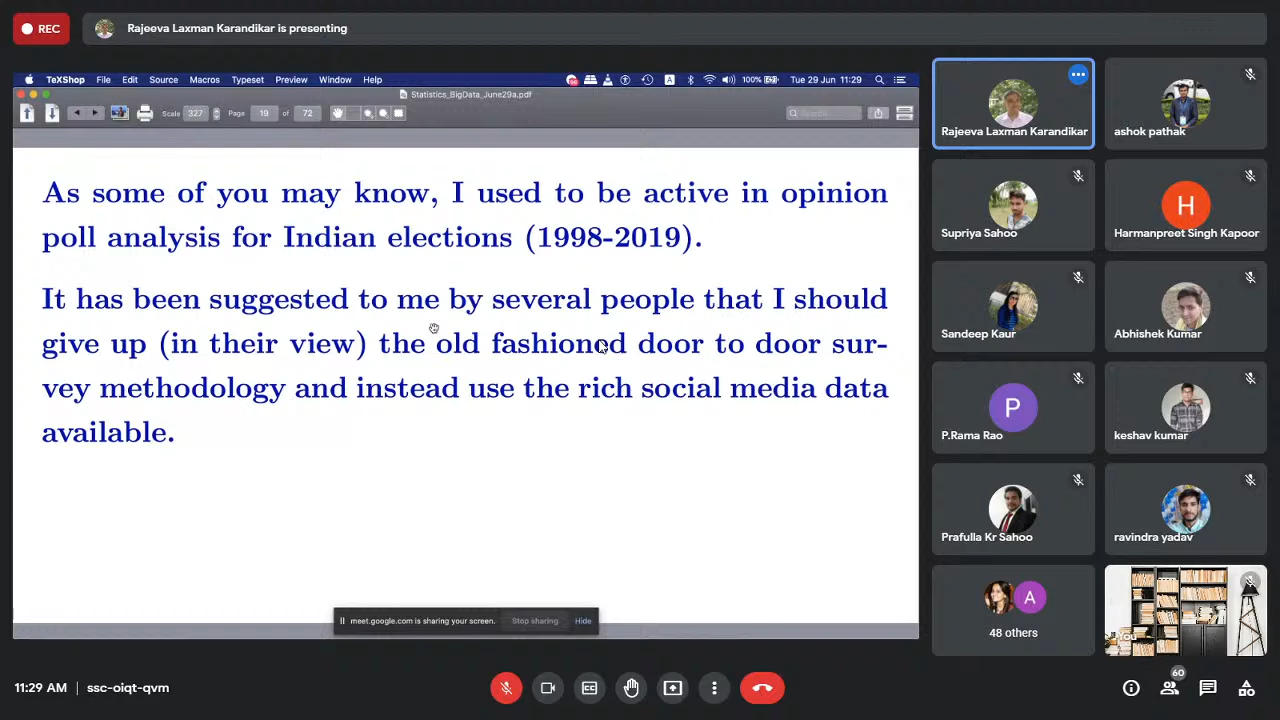 REC
Rajeeva Laxman Karandikar is presenting
TeXShop File Edit Source Macros Typeset Preview Window Help
100% Tue 29 Jun 11:29
Statistics_BigData_June29a.pdf
Scale 327 Page 19 of 72
Search
As some of you may know, I used to be active in opinion
poll analysis for Indian elections (1998-2019).
It has been suggested to me by several people that I should
give up (in their view) the old fashioned door to door sur-
vey methodology and instead use the rich social media data
available.
meet.google.com is sharing your screen. Stop sharing Hide
Rajeeva Laxman Karandikar
ashok pathak
Supriya Sahoo
H
Harmanpreet Singh Kapoor
Sandeep Kaur
Abhishek Kumar
P
P.Rama Rao
keshav kumar
Prafulla Kr Sahoo
ravindra yadav
A
48 others
You
11:29 AM | ssc-oiqt-qvm
CC
60